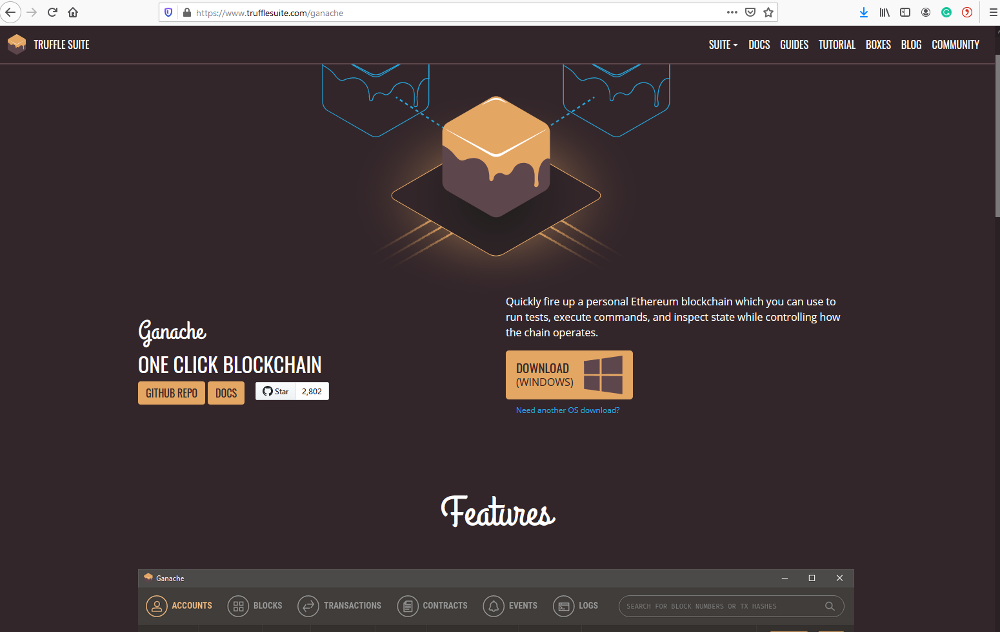 https://www.trufflesuite.com/ganache
TRUFFLE SUITE
SUITE DOCS GUIDES TUTORIAL BOXES BLOG COMMUNITY
Quickly fire up a personal Ethereum blockchain which you can use to
run tests, execute commands, and inspect state while controlling how
the chain operates.
Ganache
ONE CLICK BLOCKCHAIN
GITHUB REPO DOCS Star 2,802
DOWNLOAD
(WINDOWS)
Need another OS download?
Features
Ganache
ACCOUNTS BLOCKS TRANSACTIONS CONTRACTS EVENTS LOGS SEARCH FOR BLOCK NUMBERS OR TX HASHES